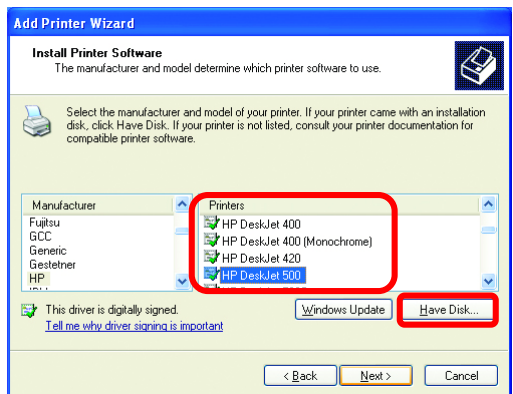 Add Printer Wizard
Install Printer Software
The manufacturer and model determine which printer software to use.
Select the manufacturer and model of your printer. If your printer came with an installation
disk, click Have Disk. If your printer is not listed, consult your printer documentation for
compatible printer software.
Manufacturer
Fujitsu
GCC
Generic
Gestetner
HP
Printers
HP DeskJet 400
HP DeskJet 400 (Monochrome)
HP DeskJet 420
HP DeskJet 500
This driver is digitally signed.
Tell me why driver signing is important
Windows Update
Have Disk...
< Back
Next >
Cancel